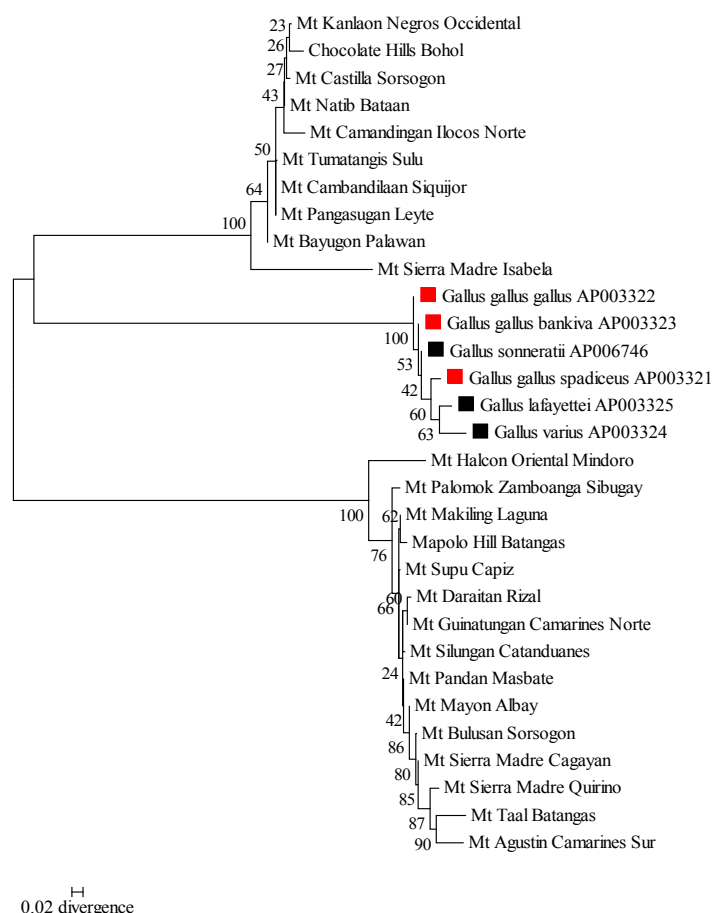 23
Mt Kanlaon Negros Occidental
26
Chocolate Hills Bohol
27
Mt Castilla Sorsogon
43
Mt Natib Bataan
Mt Camandingan Ilocos Norte
50
Mt Tumatangis Sulu
64
Mt Cambandilaan Siquijor
Mt Pangasugan Leyte
100
Mt Bayugon Palawan
Mt Sierra Madre Isabela
Gallus gallus gallus AP003322
100
Gallus gallus bankiva AP003323
53
Gallus sonneratii AP006746
42
Gallus gallus spadiceus AP003321
60
Gallus lafayettei AP003325
63
Gallus varius AP003324
Mt Halcon Oriental Mindoro
100
Mt Palomok Zamboanga Sibugay
62
Mt Makiling Laguna
76
Mapolo Hill Batangas
Mt Supu Capiz
60
Mt Daraitan Rizal
66
Mt Guinatungan Camarines Norte
Mt Silungan Catanduanes
24
Mt Pandan Masbate
Mt Mayon Albay
42
Mt Bulusan Sorsogon
86
Mt Sierra Madre Cagayan
80
Mt Sierra Madre Quirino
85
Mt Taal Batangas
87
Mt Agustin Camarines Sur
90
0.02 divergence